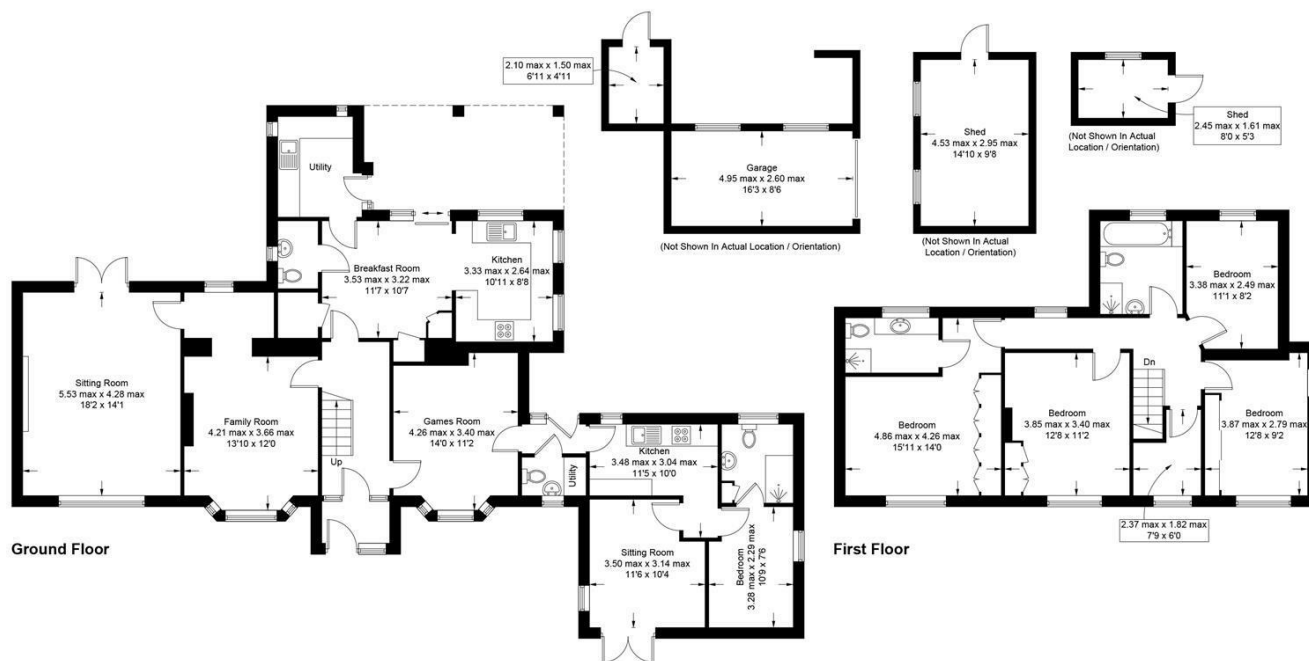 2.10 max x 1.50 max
6'11 x 4'11
Garage
4.95 max x 2.60 max
16'3 x 8'6
(Not Shown In Actual Location / Orientation)
Shed
4.53 max x 2.95 max
14'10 x 9'8
(Not Shown In Actual
Location / Orientation)
Shed
2.45 max x 1.61 max
8'0 x 5'3
(Not Shown In Actual
Location / Orientation)
Utility
Breakfast Room
3.53 max x 3.22 max
11'7 x 10'7
Kitchen
3.33 max x 2.64 max
10'11 x 8'8
Sitting Room
5.53 max x 4.28 max
18'2 x 14'1
Family Room
4.21 max x 3.66 max
13'10 x 12'0
Up
Games Room
4.26 max x 3.40 max
14'0 x 11'2
Utility
Kitchen
3.48 max x 3.04 max
11'5 x 10'0
Sitting Room
3.50 max x 3.14 max
11'6 x 10'4
Bedroom
3.28 max x 2.29 max
10'9 x 7'6
Ground Floor
Bedroom
3.38 max x 2.49 max
11'1 x 8'2
Dn
Bedroom
4.86 max x 4.26 max
15'11 x 14'0
Bedroom
3.85 max x 3.40 max
12'8 x 11'2
Bedroom
3.87 max x 2.79 max
12'8 x 9'2
2.37 max x 1.82 max
7'9 x 6'0
First Floor